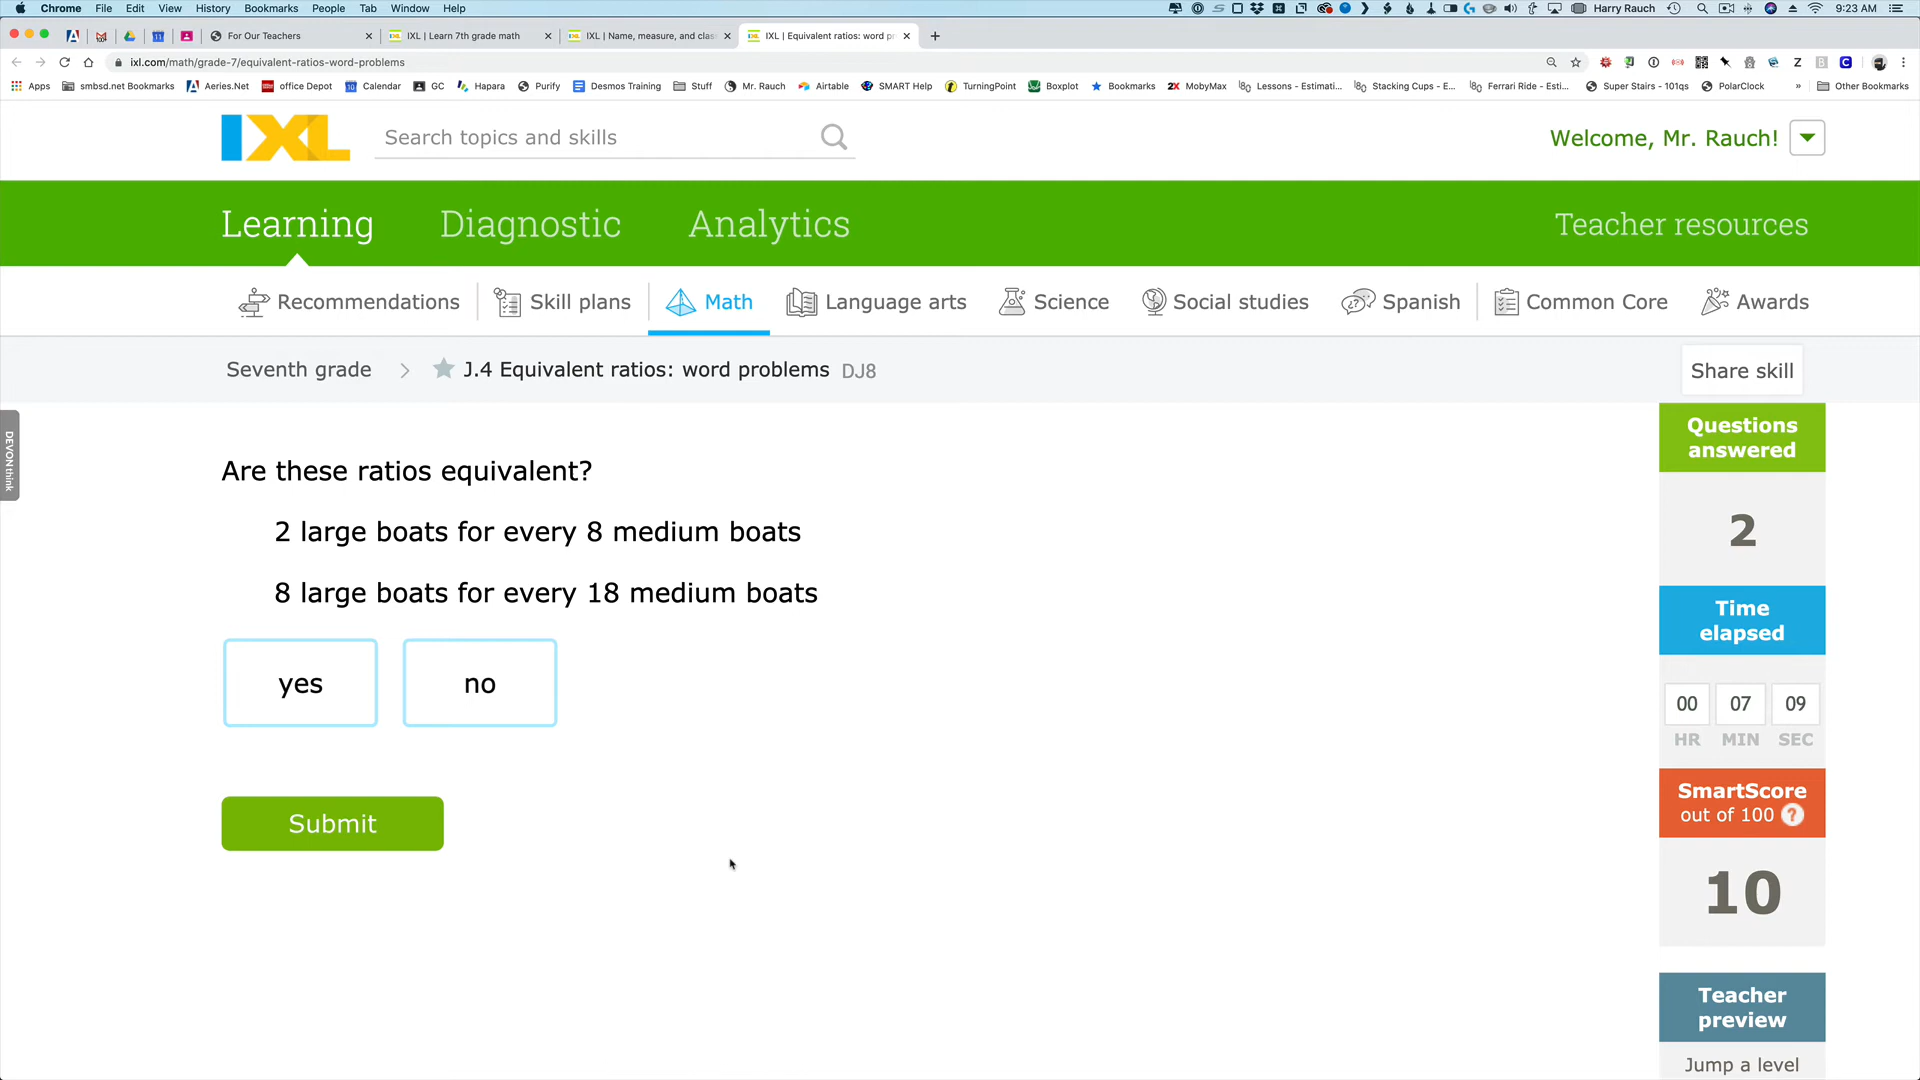 Chrome File Edit View History Bookmarks People Tab Window Help Harry Rauch 9:23 AM
For Our Teachers IXL | Learn 7th grade math IXL | Name, measure, and clas IXL | Equivalent ratios: word pr
ixl.com/math/grade-7/equivalent-ratios-word-problems
Apps smbsd.net Bookmarks Aeries.Net office Depot Calendar GC Hapara Purify Desmos Training Stuff Mr. Rauch Airtable SMART Help TurningPoint Boxplot Bookmarks MobyMax Lessons - Estimati... Stacking Cups - E... Ferrari Ride - Esti... Super Stairs - 101qs PolarClock » Other Bookmarks
IXL Search topics and skills Welcome, Mr. Rauch!
Learning Diagnostic Analytics Teacher resources
Recommendations Skill plans Math Language arts Science Social studies Spanish Common Core Awards
Seventh grade J.4 Equivalent ratios: word problems DJ8 Share skill
DEVONthink
Are these ratios equivalent?
2 large boats for every 8 medium boats
8 large boats for every 18 medium boats
yes no
Submit
Questions
answered
2
Time
elapsed
00 07 09
HR MIN SEC
SmartScore
out of 100 ?
10
Teacher
preview
Jump a level